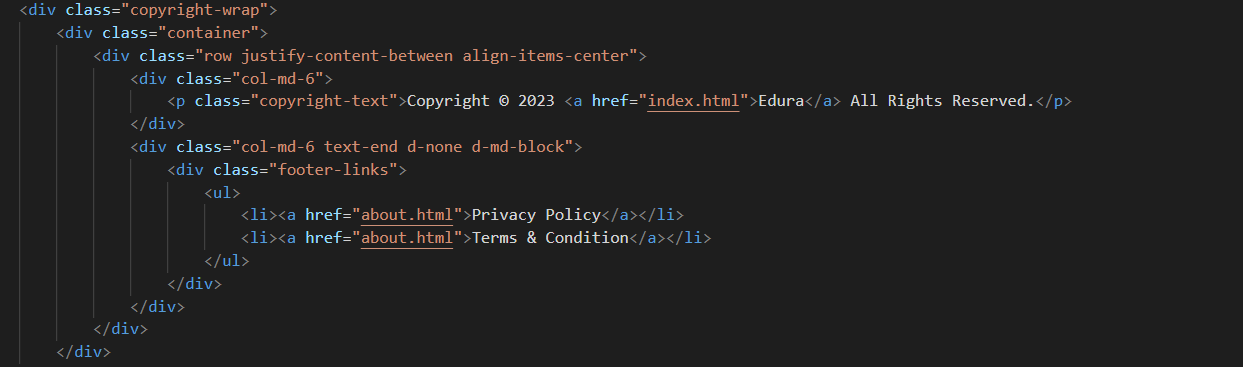 <div class="copyright-wrap">
<div class="container">
<div class="row justify-content-between align-items-center">
<div class="col-md-6">
<p class="copyright-text">Copyright © 2023 <a href="index.html">Edura</a> All Rights Reserved.</p>
</div>
<div class="col-md-6 text-end d-none d-md-block">
<div class="footer-links">
<ul>
<li><a href="about.html">Privacy Policy</a></li>
<li><a href="about.html">Terms & Condition</a></li>
</ul>
</div>
</div>
</div>
</div>